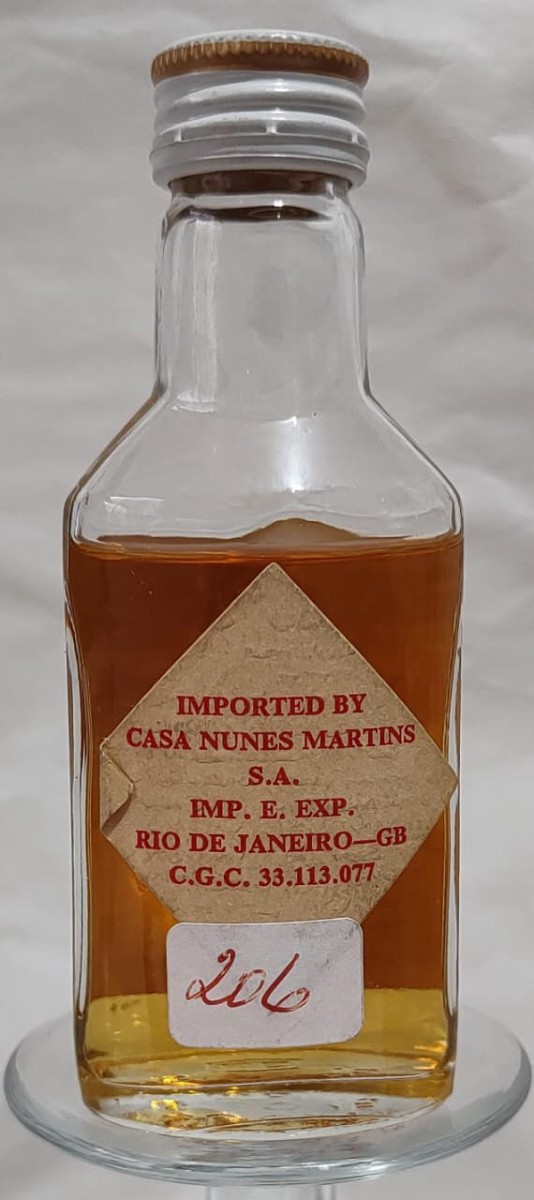 IMPORTED BY
CASA NUNES MARTINS
S.A.
IMP. E. EXP.
RIO DE JANEIRO—GB
C.G.C. 33.113.077
206